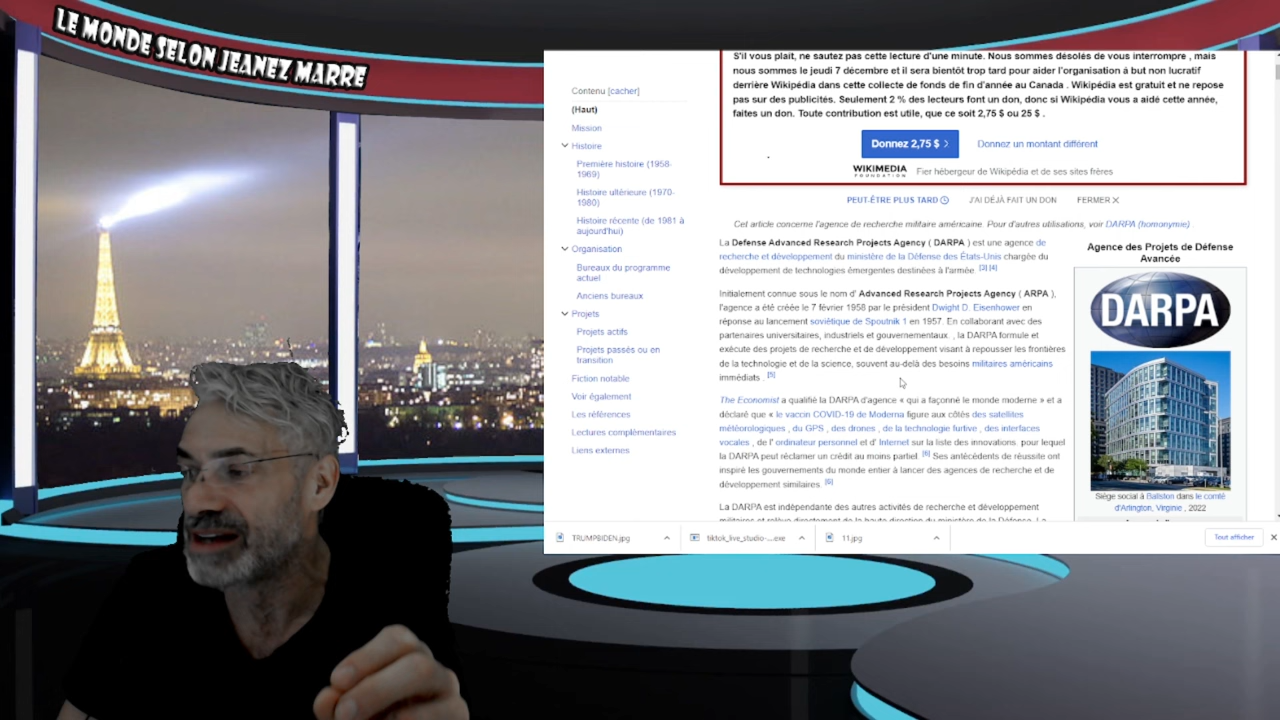 LE MONDE SELON JEANEZ MARRE
S'il vous plaît, ne sautez pas cette lecture d'une minute. Nous sommes désolés de vous interrompre , mais
nous sommes le jeudi 7 décembre et il sera bientôt trop tard pour aider l'organisation à but non lucratif
derrière Wikipédia dans cette collecte de fonds de fin d'année au Canada . Wikipédia est gratuit et ne repose
pas sur des publicités. Seulement 2 % des lecteurs font un don, donc si Wikipédia vous a aidé cette année,
faites un don. Toute contribution est utile, que ce soit 2,75 $ ou 25 $ .
Donnez 2,75 $
Donnez un montant différent
WIKIMEDIA
FOUNDATION
Fier hébergeur de Wikipédia et de ses sites frères
PEUT-ÊTRE PLUS TARD
J'AI DÉJÀ FAIT UN DON
FERMER
Contenu [cacher]
(Haut)
Mission
Histoire
Première histoire (1958-
1969)
Histoire ultérieure (1970-
1980)
Histoire récente (de 1981 à
aujourd'hui)
Organisation
Bureaux du programme
actuel
Anciens bureaux
Projets
Projets actifs
Projets passés ou en
transition
Fiction notable
Voir également
Les références
Lectures complémentaires
Liens externes
Cet article concerne l'agence de recherche militaire américaine. Pour d'autres utilisations, voir DARPA (homonymie) .
La Defense Advanced Research Projects Agency ( DARPA ) est une agence de
recherche et développement du ministère de la Défense des États-Unis chargée du
développement de technologies émergentes destinées à l'armée. [3] [4]
Initialement connue sous le nom d' Advanced Research Projects Agency ( ARPA ),
l'agence a été créée le 7 février 1958 par le président Dwight D. Eisenhower en
réponse au lancement soviétique de Spoutnik 1 en 1957. En collaborant avec des
partenaires universitaires, industriels et gouvernementaux. , la DARPA formule et
exécute des projets de recherche et de développement visant à repousser les frontières
de la technologie et de la science, souvent au-delà des besoins militaires américains
immédiats . [5]
The Economist a qualifié la DARPA d'agence « qui a façonné le monde moderne » et a
déclaré que « le vaccin COVID-19 de Moderna figure aux côtés des satellites
météorologiques , du GPS , des drones , de la technologie furtive , des interfaces
vocales , de l' ordinateur personnel et d' Internet sur la liste des innovations. pour lequel
la DARPA peut réclamer un crédit au moins partiel. [6] Ses antécédents de réussite ont
inspiré les gouvernements du monde entier à lancer des agences de recherche et de
développement similaires. [6]
La DARPA est indépendante des autres activités de recherche et développement
militaires et relève directement de la haute direction du ministère de la Défense. La
Agence des Projets de Défense
Avancée
DARPA
Siège social à Ballston dans le comté
d'Arlington, Virginie , 2022
TRUMPBIDEN.jpg
tiktok_live_studio-....exe
11.jpg
Tout afficher